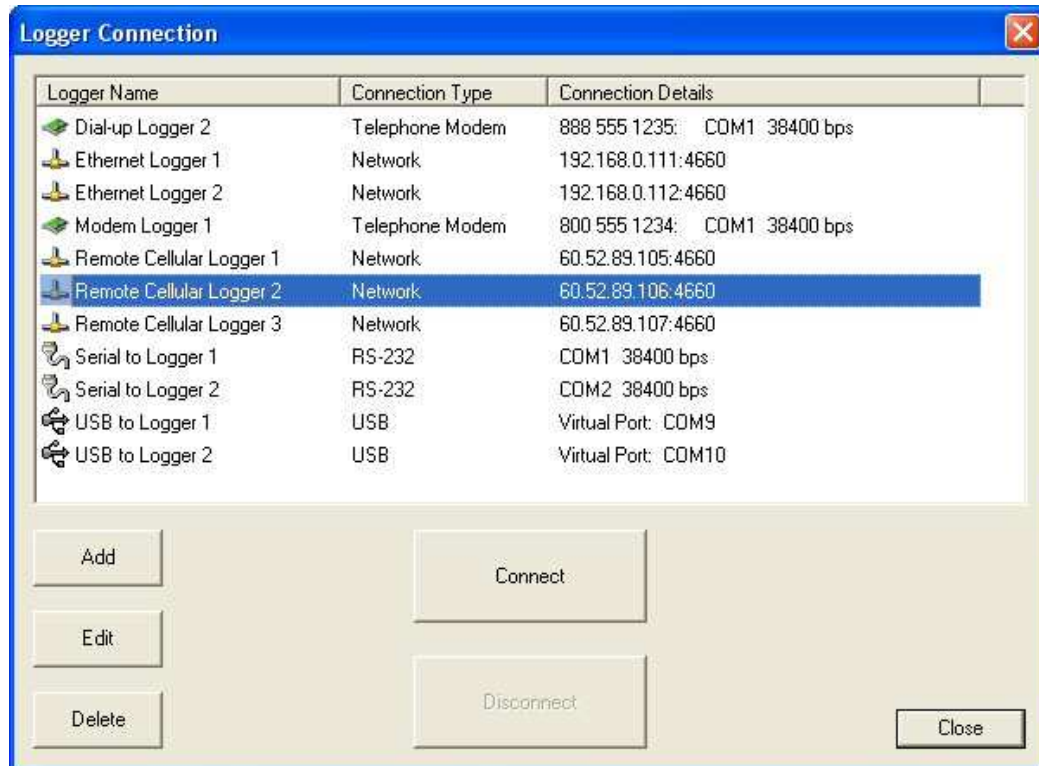 Logger Connection
Logger Name Connection Type Connection Details
Dial-up Logger 2 Telephone Modem 888 555 1235: COM1 38400 bps
Ethernet Logger 1 Network 192.168.0.111:4660
Ethernet Logger 2 Network 192.168.0.112:4660
Modem Logger 1 Telephone Modem 800 555 1234: COM1 38400 bps
Remote Cellular Logger 1 Network 60.52.89.105:4660
Remote Cellular Logger 2 Network 60.52.89.106:4660
Remote Cellular Logger 3 Network 60.52.89.107:4660
Serial to Logger 1 RS-232 COM1 38400 bps
Serial to Logger 2 RS-232 COM2 38400 bps
USB to Logger 1 USB Virtual Port: COM9
USB to Logger 2 USB Virtual Port: COM10
Add
Connect
Edit
Disconnect
Delete
Close